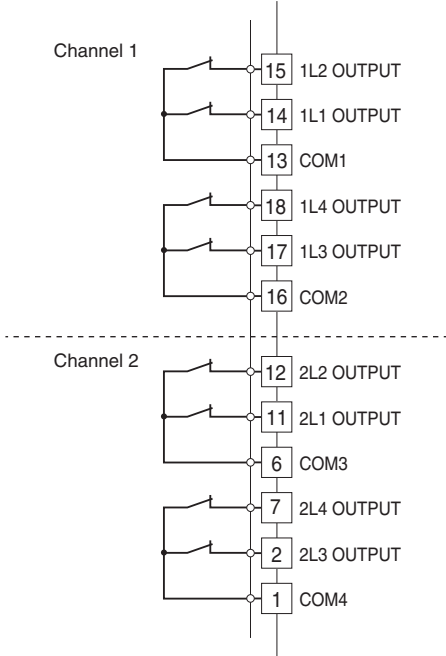 Channel 1
15 1L2 OUTPUT
14 1L1 OUTPUT
13 COM1
18 1L4 OUTPUT
17 1L3 OUTPUT
16 COM2
Channel 2
12 2L2 OUTPUT
11 2L1 OUTPUT
6 COM3
7 2L4 OUTPUT
2 2L3 OUTPUT
1 COM4